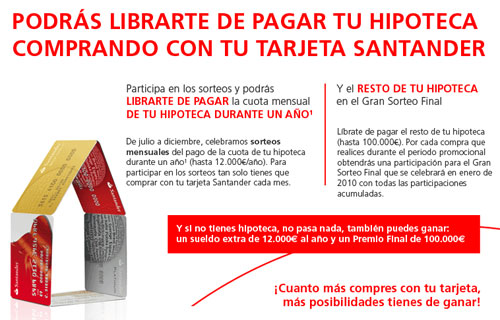 PODRÁS LIBRARTE DE PAGAR TU HIPOTECA
COMPRANDO CON TU TARJETA SANTANDER
Participa en los sorteos y podrás
LIBRARTE DE PAGAR la cuota mensual
DE TU HIPOTECA DURANTE UN AÑO¹
De julio a diciembre, celebramos sorteos
mensuales del pago de la cuota de tu hipoteca
durante un año¹ (hasta 12.000€/año). Para
participar en los sorteos tan solo tienes que
comprar con tu tarjeta Santander cada mes.
Y el RESTO DE TU HIPOTECA
en el Gran Sorteo Final
Líbrate de pagar el resto de tu hipoteca
(hasta 100.000€). Por cada compra que
realices durante el periodo promocional
obtendrás una participación para el Gran
Sorteo Final que se celebrará en enero de
2010 con todas las participaciones
acumuladas.
Y si no tienes hipoteca, no pasa nada, también puedes ganar:
un sueldo extra de 12.000€ al año y un Premio Final de 100.000€
¡Cuanto más compres con tu tarjeta,
más posibilidades tienes de ganar!
Santander